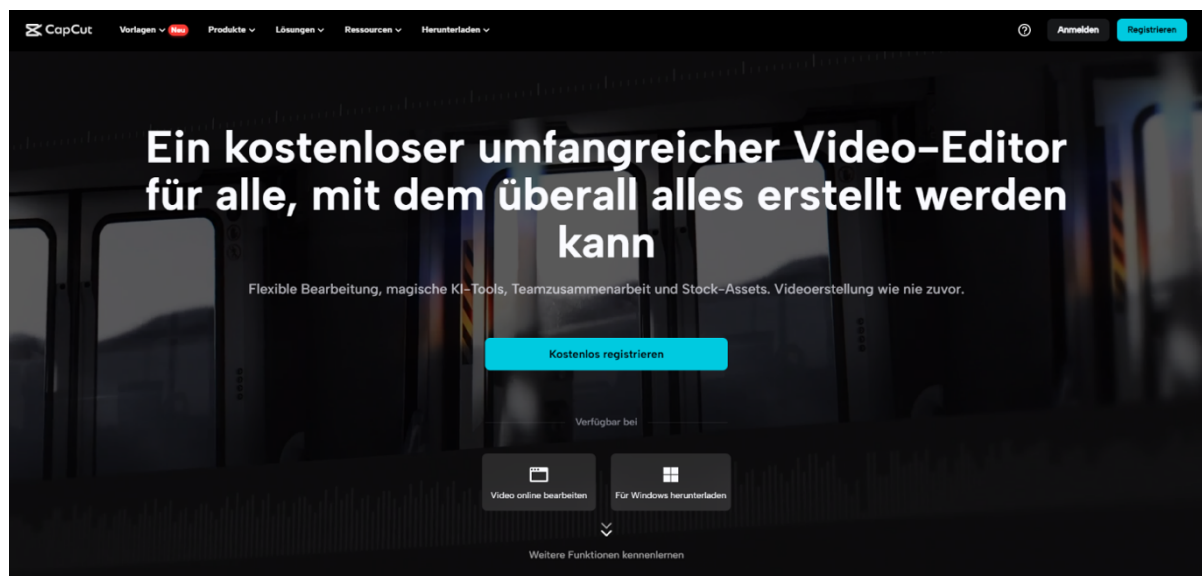 CapCut
Vorlagen Neu Produkte Lösungen Ressourcen Herunterladen
Anmelden Registrieren
Ein kostenloser umfangreicher Video-Editor
für alle, mit dem überall alles erstellt werden
kann
Flexible Bearbeitung, magische KI-Tools, Teamzusammenarbeit und Stock-Assets. Videoerstellung wie nie zuvor.
Kostenlos registrieren
Verfügbar bei
Video online bearbeiten
Für Windows herunterladen
Weitere Funktionen kennenlernen